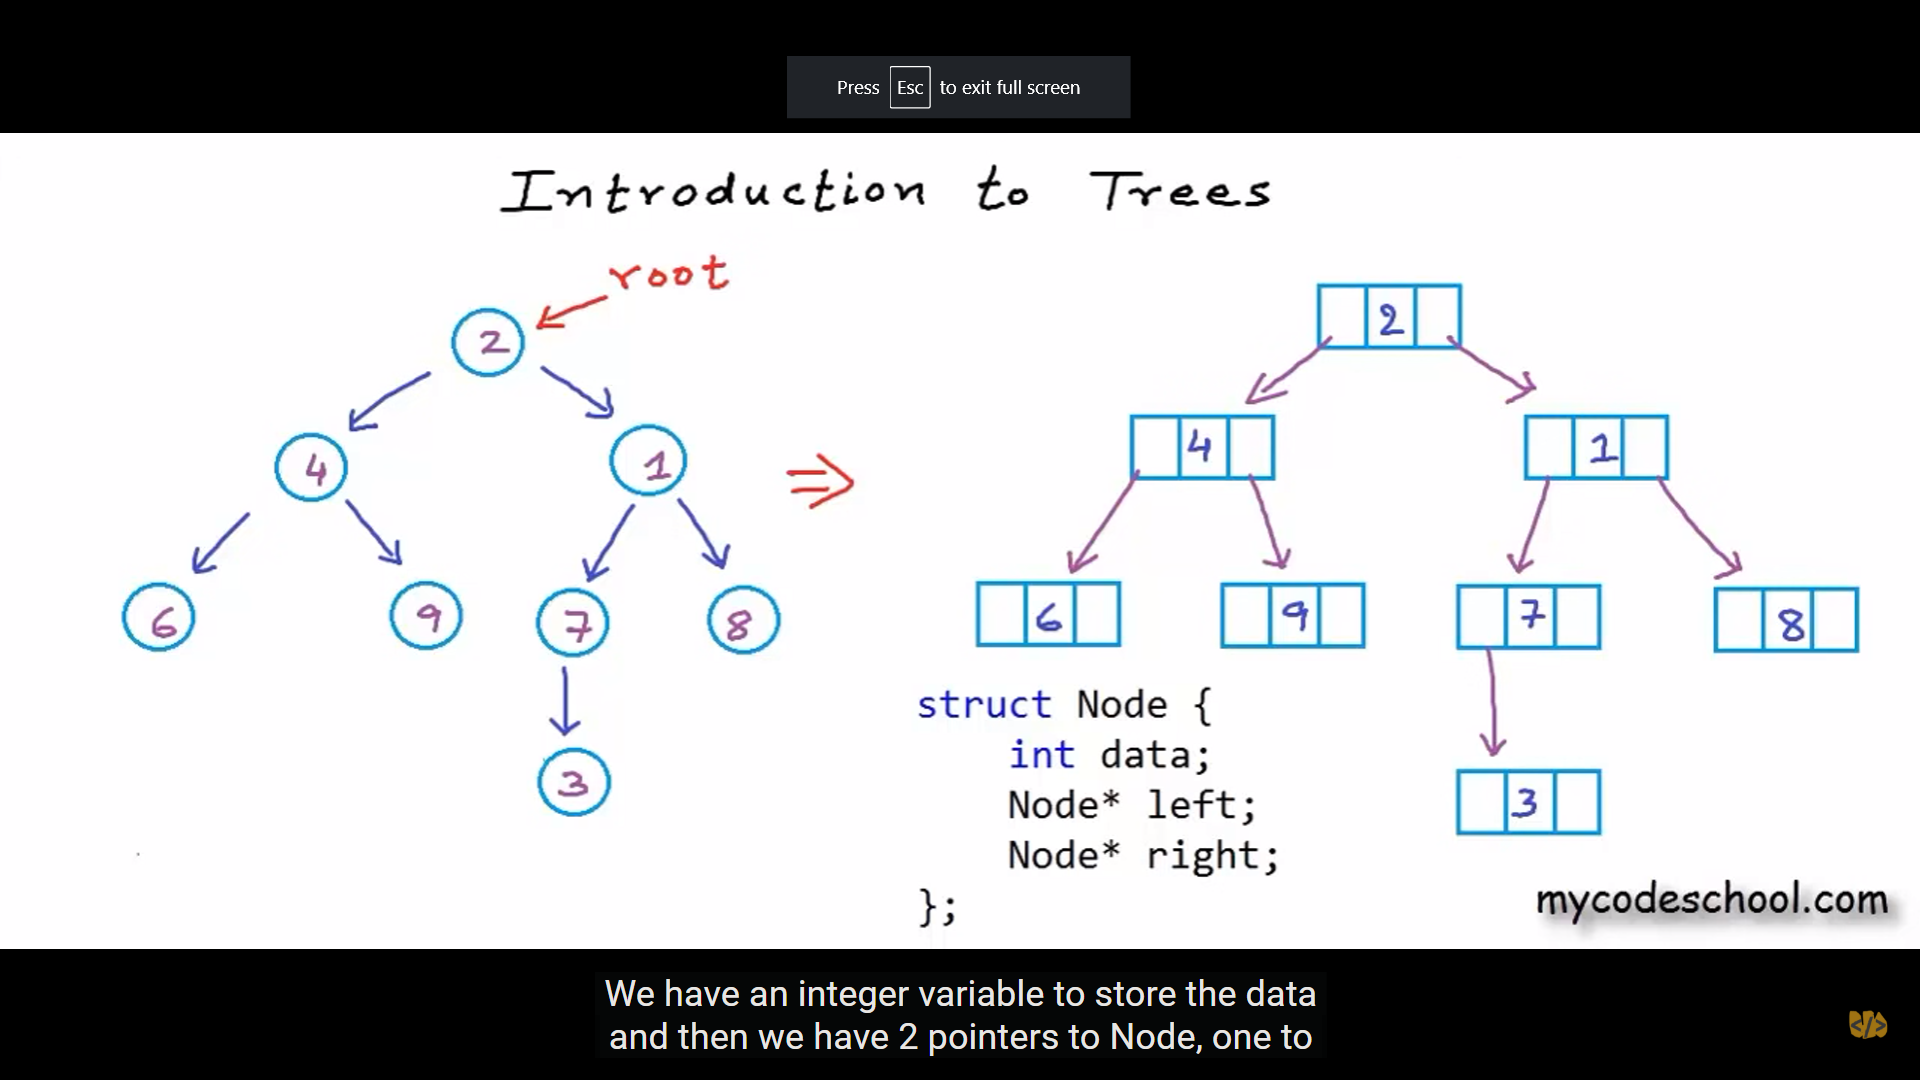 Press Esc to exit full screen
Introduction to Trees
root
2
4
1
6
9
7
8
3
2
4
1
6
9
7
8
3
struct Node {
int data;
Node* left;
Node* right;
};
mycodeschool.com
We have an integer variable to store the data
and then we have 2 pointers to Node, one to